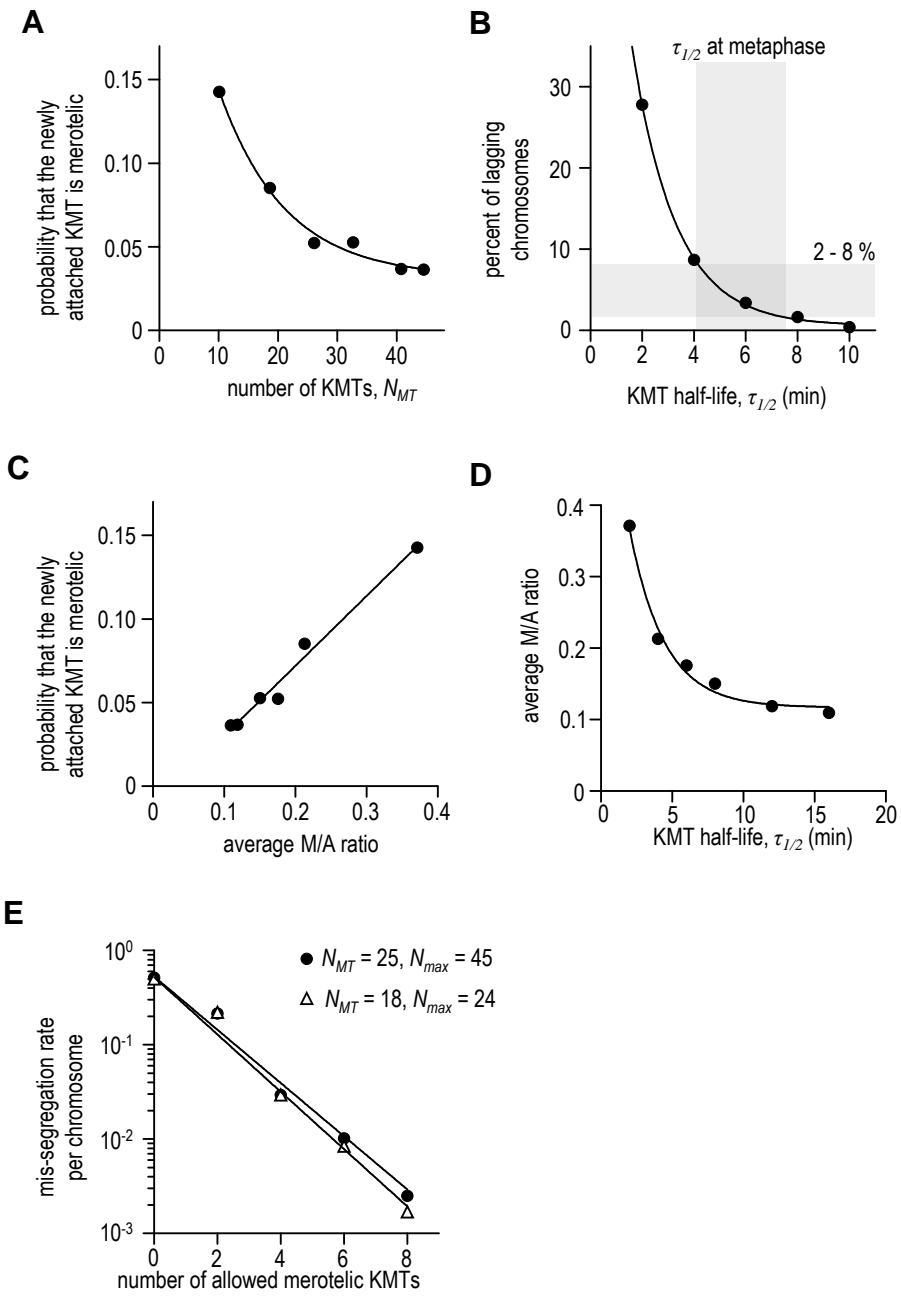 A
probability that the newly
attached KMT is merotelic
0.15
0.10
0.05
0
0 10 20 30 40
number of KMTs, N_MT
B
τ_1/2 at metaphase
percent of lagging
chromosomes
30
20
10
0
2 - 8 %
0 2 4 6 8 10
KMT half-life, τ_1/2 (min)
C
probability that the newly
attached KMT is merotelic
0.15
0.10
0.05
0
0 0.1 0.2 0.3 0.4
average M/A ratio
D
average M/A ratio
0.4
0.3
0.2
0.1
0
0 5 10 15 20
KMT half-life, τ_1/2 (min)
E
mis-segregation rate
per chromosome
10^0
10^-1
10^-2
10^-3
N_MT = 25, N_max = 45
N_MT = 18, N_max = 24
0 2 4 6 8
number of allowed merotelic KMTs